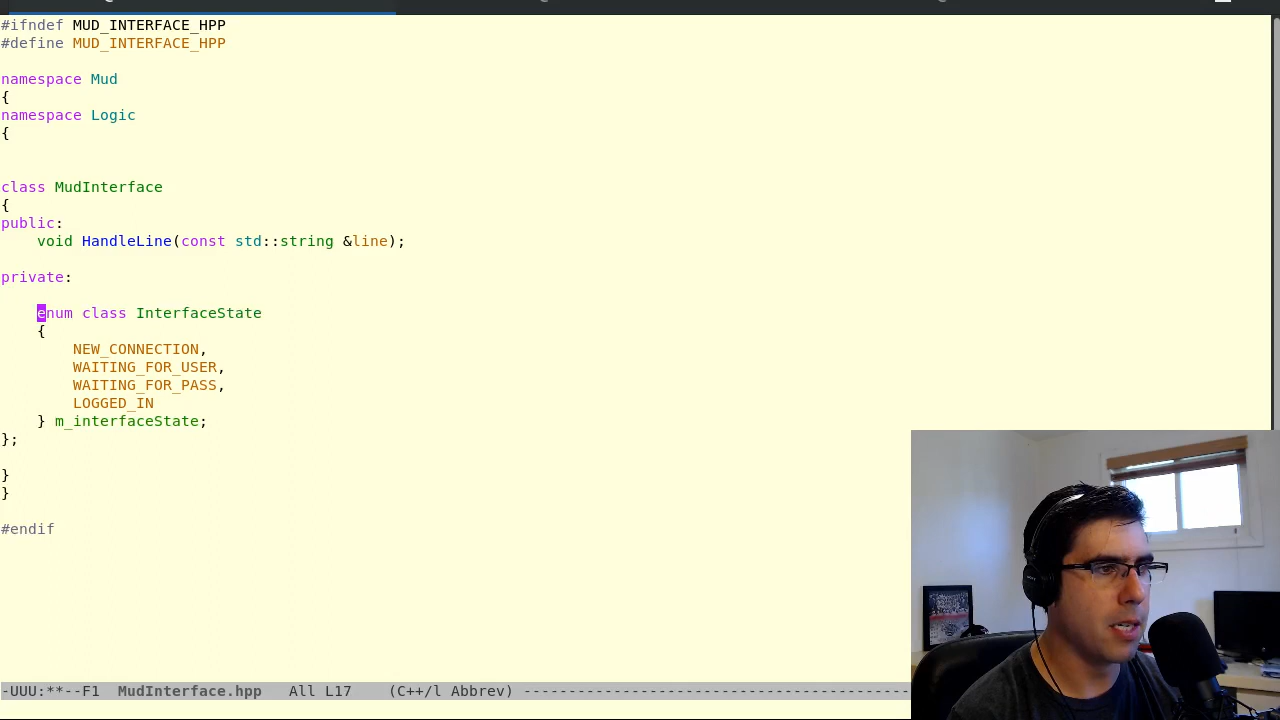 #ifndef MUD_INTERFACE_HPP
#define MUD_INTERFACE_HPP
namespace Mud
{
namespace Logic
{
class MudInterface
{
public:
    void HandleLine(const std::string &line);
private:
    enum class InterfaceState
    {
        NEW_CONNECTION,
        WAITING_FOR_USER,
        WAITING_FOR_PASS,
        LOGGED_IN
    } m_interfaceState;
};
}
}
#endif
-UUU:**--F1  MudInterface.hpp   All L17    (C++/l Abbrev) -------------------------------------------